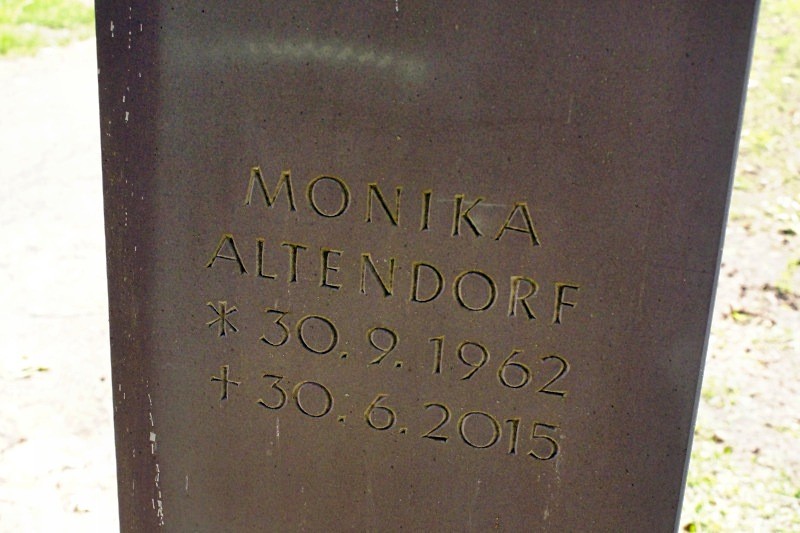 MONIKA
ALTENDORF
* 30. 9. 1962
† 30. 6. 2015